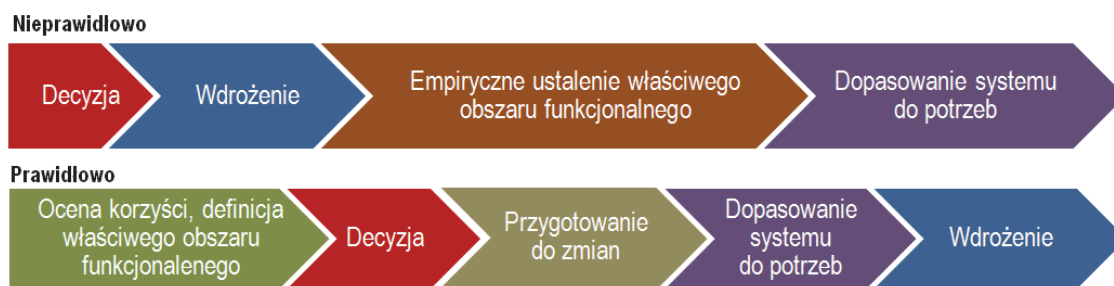 Nieprawidłowo
Decyzja
Wdrożenie
Empiryczne ustalenie właściwego
obszaru funkcjonalnego
Dopasowanie systemu
do potrzeb
Prawidłowo
Ocena korzyści, definicja
właściwego obszaru
funkcjonalenego
Decyzja
Przygotowanie
do zmian
Dopasowanie
systemu
do potrzeb
Wdrożenie